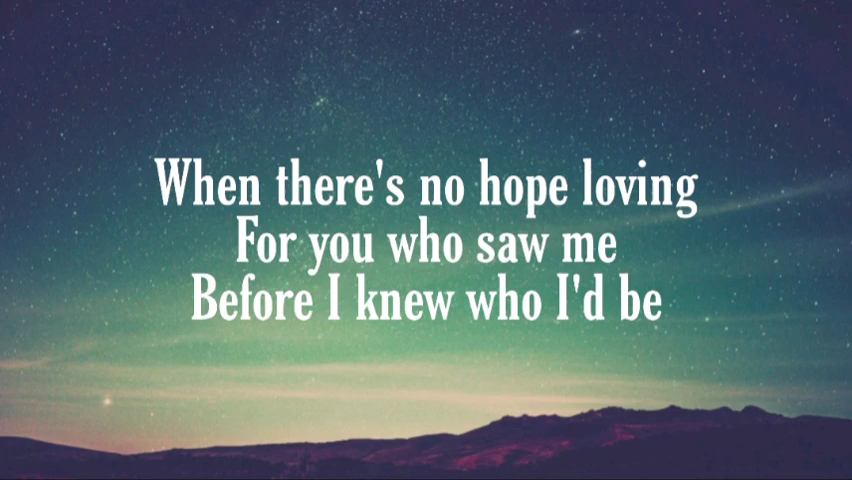 When there's no hope loving
For you who saw me
Before I knew who I'd be